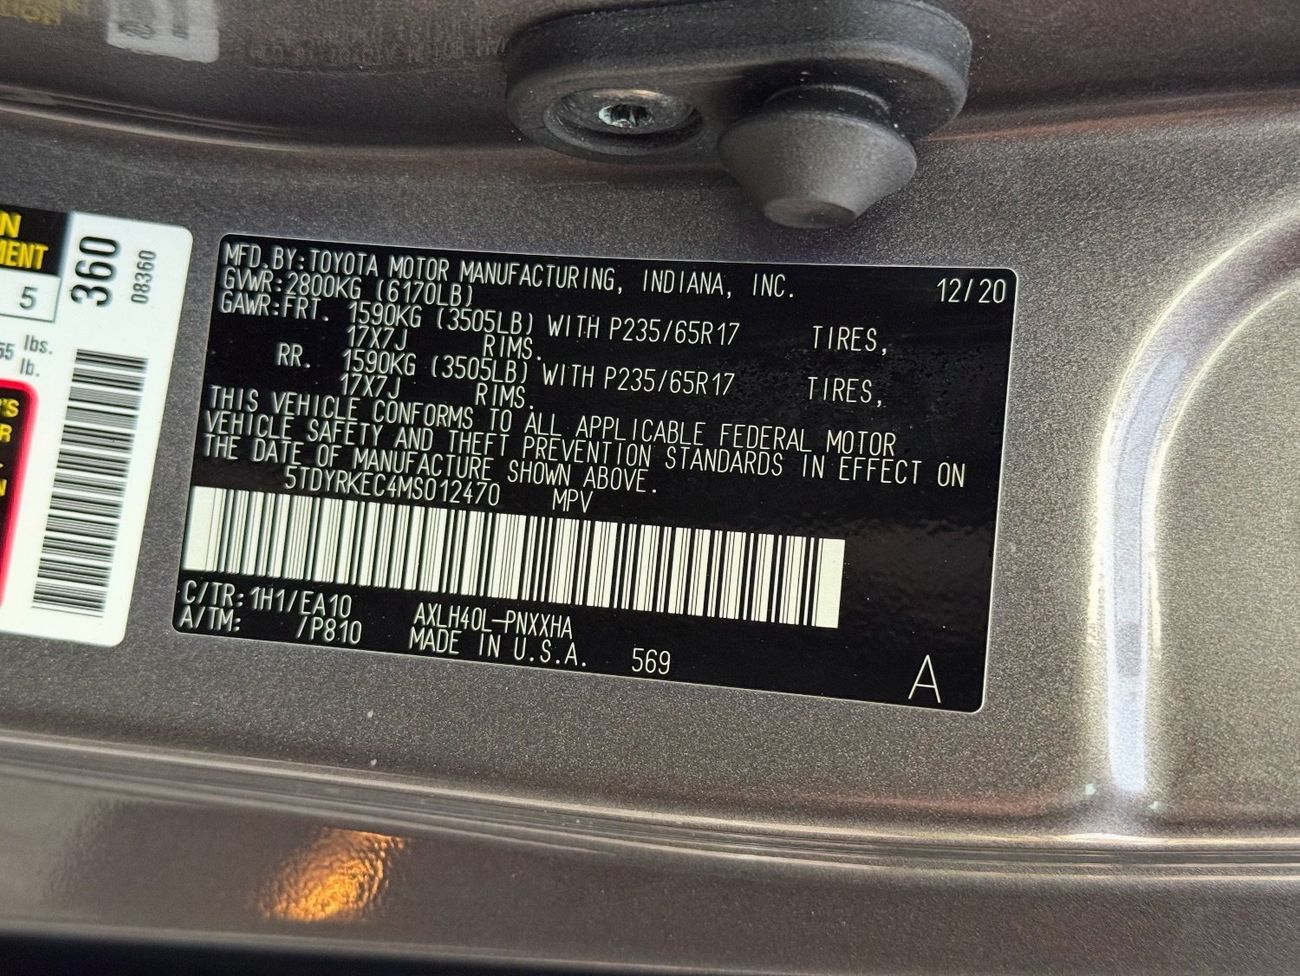 N
MENT
5
360
08360
55 lbs.
lb.
'S
R
N
MFD. BY: TOYOTA MOTOR MANUFACTURING, INDIANA, INC. 12/20
GVWR: 2800KG (6170LB)
GAWR: FRT. 1590KG (3505LB) WITH P235/65R17 TIRES,
17X7J RIMS.
RR. 1590KG (3505LB) WITH P235/65R17 TIRES,
17X7J RIMS.
THIS VEHICLE CONFORMS TO ALL APPLICABLE FEDERAL MOTOR
VEHICLE SAFETY AND THEFT PREVENTION STANDARDS IN EFFECT ON
THE DATE OF MANUFACTURE SHOWN ABOVE.
5TDYRKEC4MS012470 MPV
C/TR: 1H1/EA10 AXLH40L-PNXXHA
A/TM: /P810 MADE IN U.S.A. 569
A